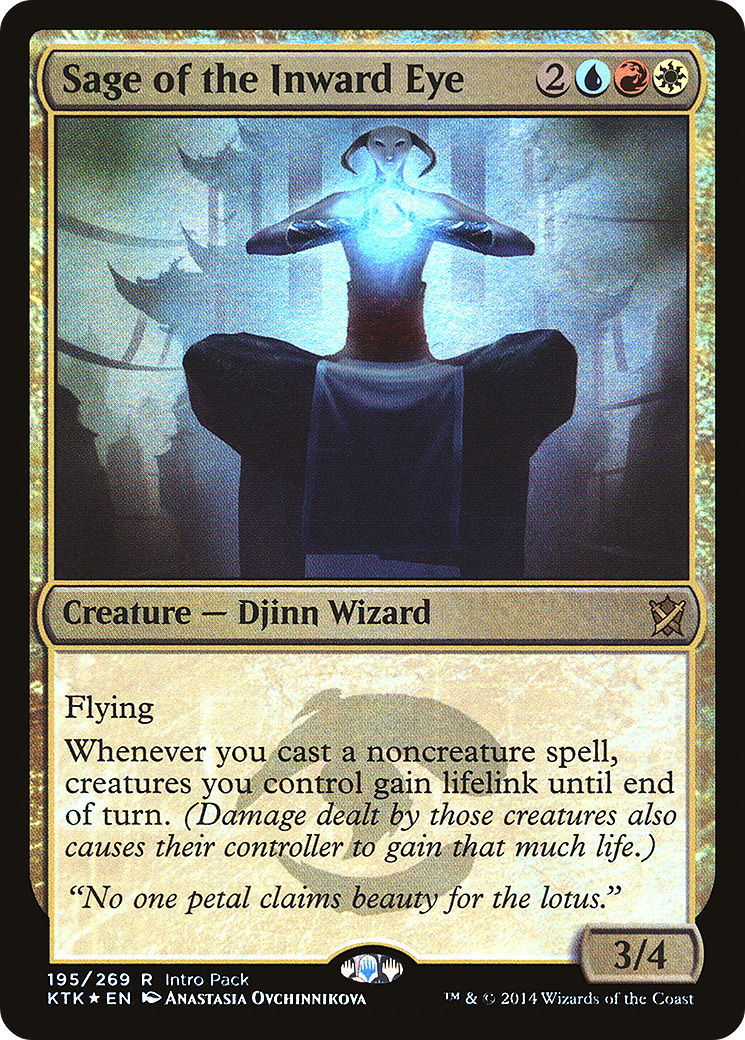 Sage of the Inward Eye 2
Creature — Djinn Wizard
Flying
Whenever you cast a noncreature spell,
creatures you control gain lifelink until end
of turn. (Damage dealt by those creatures also
causes their controller to gain that much life.)
“No one petal claims beauty for the lotus.”
3/4
195/269 R Intro Pack
KTK ★ EN Anastasia Ovchinnikova
™ & © 2014 Wizards of the Coast